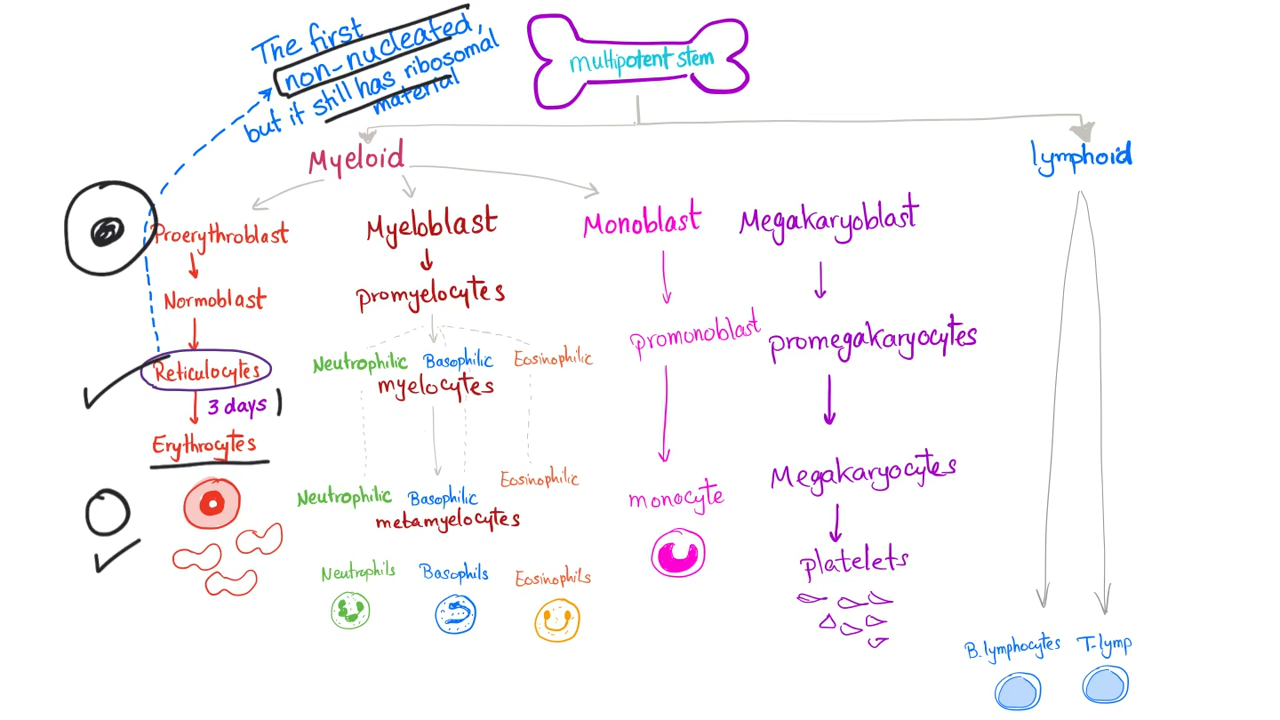 The first
non-nucleated,
but it still has ribosomal
material
multipotent stem
Myeloid
lymphoid
Proerythroblast
Normoblast
Reticulocytes
3 days
Erythrocytes
Myeloblast
promyelocytes
Neutrophilic Basophilic Eosinophilic
myelocytes
Neutrophilic Basophilic Eosinophilic
metamyelocytes
Neutrophils Basophils Eosinophils
Monoblast
promonoblast
monocyte
Megakaryoblast
promegakaryocytes
Megakaryocytes
platelets
B.lymphocytes T-lymp